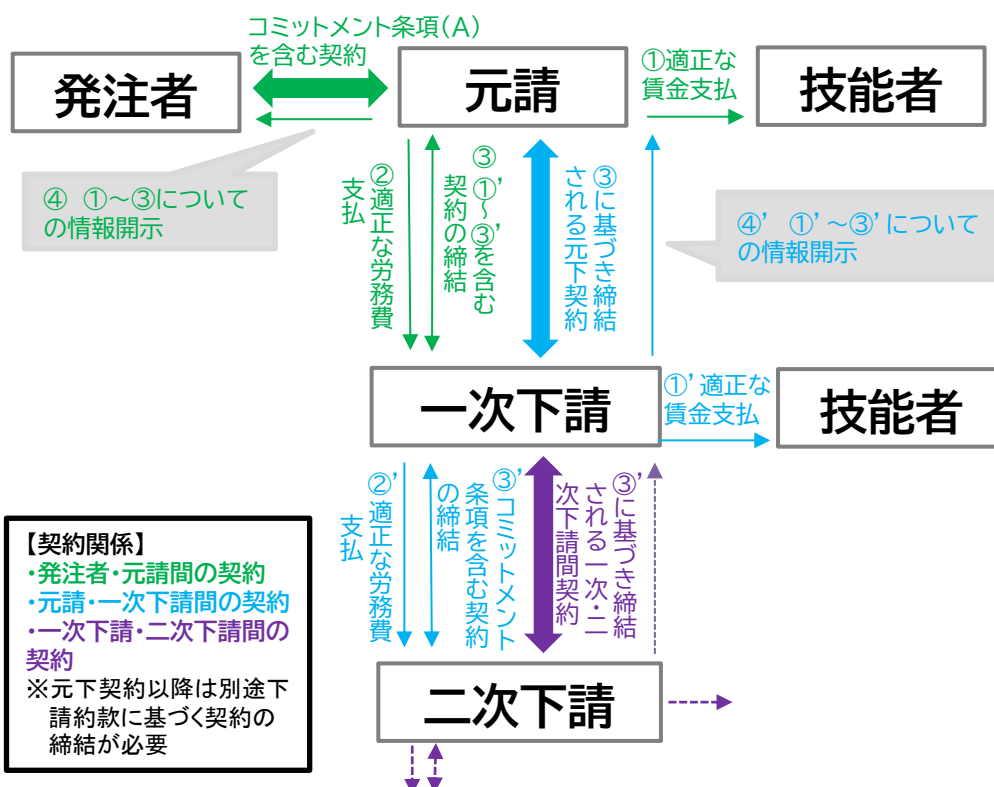 コミットメント条項(A)
を含む契約
発注者
元請
①適正な
賃金支払
技能者
④ ①～③について
の情報開示
②適正な労務費
支払
③ ①’～③’を含む
契約の締結
③に基づき締結
される元下契約
④’ ①’～③’について
の情報開示
一次下請
①’適正な
賃金支払
技能者
②’適正な労務費
支払
③’コミットメント
条項を含む契約
の締結
③’に基づき締結
される一次・二
次下請間契約
【契約関係】
・発注者・元請間の契約
・元請・一次下請間の契約
・一次下請・二次下請間の
契約
※元下契約以降は別途下
請約款に基づく契約の
締結が必要
二次下請